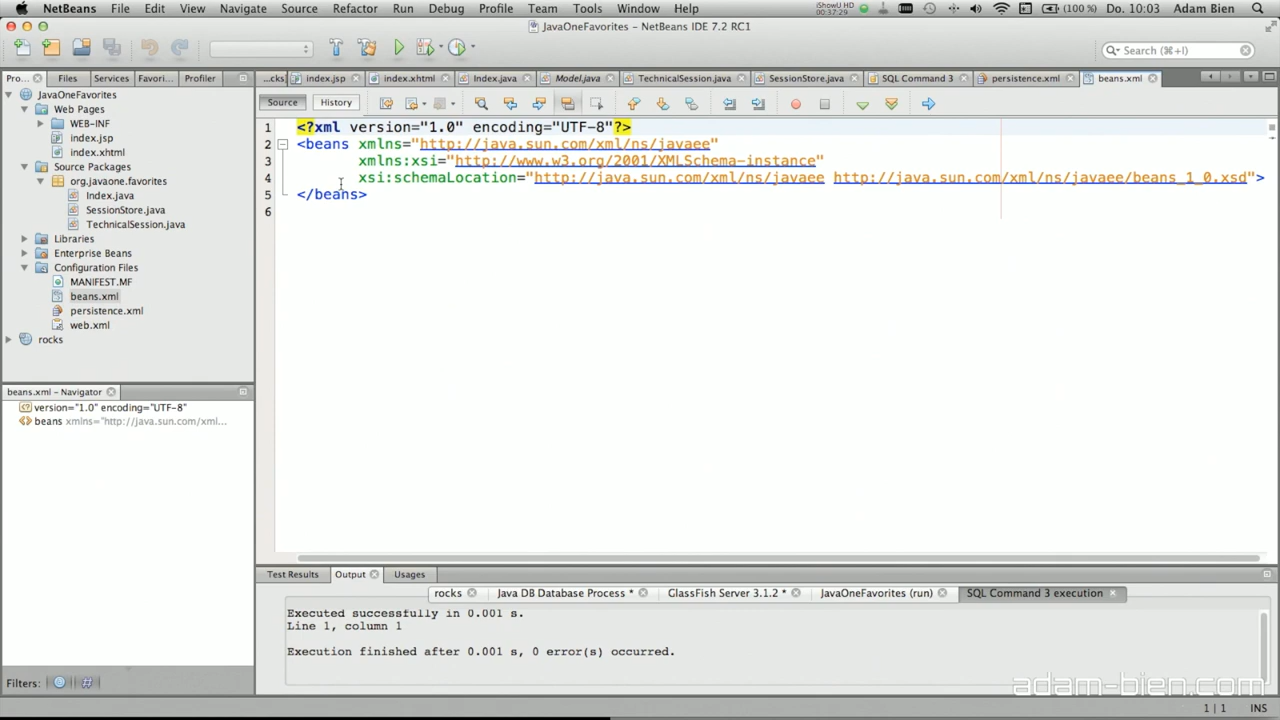 NetBeans File Edit View Navigate Source Refactor Run Debug Profile Team Tools Window Help iShowU HD 00:37:29 (100 %) Do. 10:03 Adam Bien
JavaOneFavorites – NetBeans IDE 7.2 RC1
Search (⌘+I)
Pro... Files Services Favori... Profiler
...cks) index.jsp index.xhtml Index.java Model.java TechnicalSession.java SessionStore.java SQL Command 3 persistence.xml beans.xml
Source History
JavaOneFavorites
Web Pages
WEB-INF
index.jsp
index.xhtml
Source Packages
org.javaone.favorites
Index.java
SessionStore.java
TechnicalSession.java
Libraries
Enterprise Beans
Configuration Files
MANIFEST.MF
beans.xml
persistence.xml
web.xml
rocks
1 <?xml version="1.0" encoding="UTF-8"?>
2 <beans xmlns="http://java.sun.com/xml/ns/javaee"
3 xmlns:xsi="http://www.w3.org/2001/XMLSchema-instance"
4 xsi:schemaLocation="http://java.sun.com/xml/ns/javaee http://java.sun.com/xml/ns/javaee/beans_1_0.xsd">
5 </beans>
6
beans.xml – Navigator
version="1.0" encoding="UTF-8"
beans xmlns="http://java.sun.com/xml...
Filters:
Test Results Output Usages
rocks Java DB Database Process * GlassFish Server 3.1.2 * JavaOneFavorites (run) SQL Command 3 execution
Executed successfully in 0.001 s.
Line 1, column 1
Execution finished after 0.001 s, 0 error(s) occurred.
adam-bien.com
1 | 1 INS